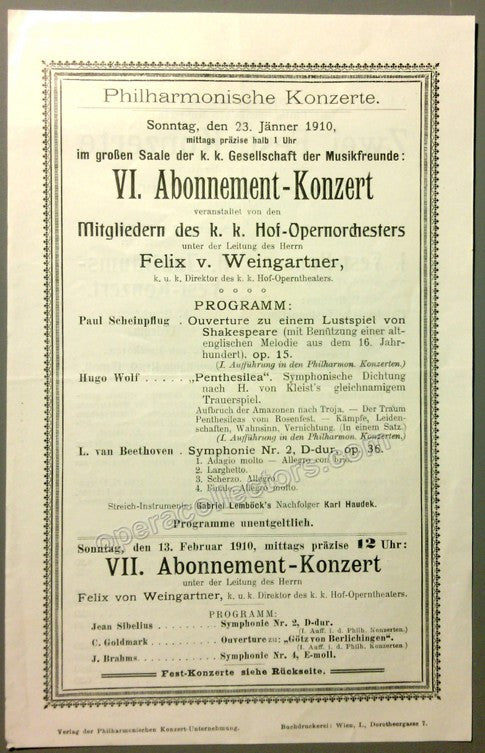 Philharmonische Konzerte.
Sonntag, den 23. Jänner 1910,
mittags präzise halb 1 Uhr
im großen Saale der k. k. Gesellschaft der Musikfreunde:
VI. Abonnement-Konzert
veranstaltet von den
Mitgliedern des k. k. Hof-Opernorchesters
unter der Leitung des Herrn
Felix v. Weingartner,
k. u. k. Direktor des k. k. Hof-Operntheaters.
PROGRAMM:
Paul Scheinpflug . Ouverture zu einem Lustspiel von
Shakespeare (mit Benützung einer alt-
englischen Melodie aus dem 16. Jahr-
hundert). op. 15.
(I. Aufführung in den Philharmon. Konzerten.)
Hugo Wolf . . . . . „Penthesilea“. Symphonische Dichtung
nach H. von Kleist's gleichnamigem
Trauerspiel.
Aufbruch der Amazonen nach Troja. — Der Traum
Penthesileas vom Rosenfest. — Kämpfe, Leiden-
schaften, Wahnsinn, Vernichtung. (In einem Satz.)
(I. Aufführung in den Philharmon. Konzerten.)
L. van Beethoven . Symphonie Nr. 2, D-dur, op. 36.
1. Adagio molto — Allegro con brio.
2. Larghetto.
3. Scherzo. Allegro.
4. Finale. Allegro molto.
Streich-Instrumente: Gabriel Lemböck's Nachfolger Karl Haudek.
Programme unentgeltlich.
Sonntag, den 13. Februar 1910, mittags präzise 12 Uhr:
VII. Abonnement-Konzert
unter der Leitung des Herrn
Felix von Weingartner, k. u. k. Direktor des k. k. Hof-Operntheaters.
PROGRAMM:
Jean Sibelius . . . . . . . Symphonie Nr. 2, D-dur.
(I. Auff. i. d. Philh. Konzerten.)
C. Goldmark . . . . . . . Ouverture zu: „Götz von Berlichingen“.
(I. Auff. i. d. Philh. Konzerten.)
J. Brahms . . . . . . . . . Symphonie Nr. 4, E-moll.
Fest-Konzerte siehe Rückseite.
Verlag der Philharmonischen Konzert-Unternehmung.
Buchdruckerei: Wien, I., Dorotheergasse 7.
operacollectors.com